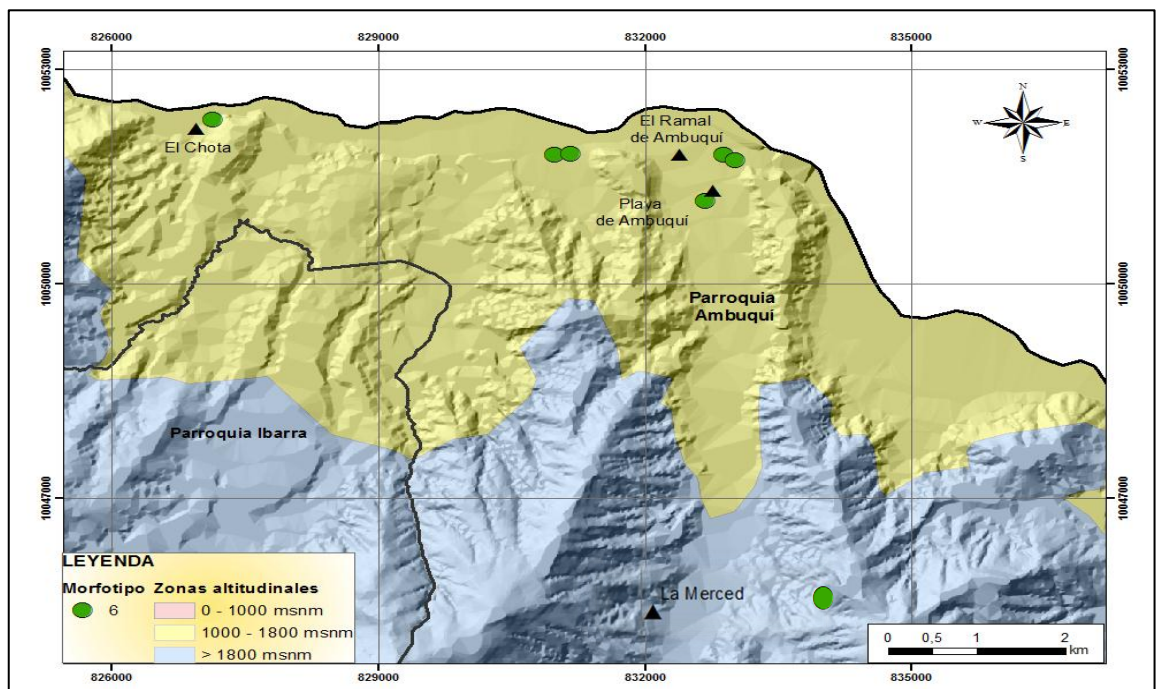 826000 829000 832000 835000
10053000 10053000
N
W E
S
El Ramal
de Ambuquí
El Chota
Playa
de Ambuquí
10050000 10050000
Parroquia
Ambuquí
Parroquia Ibarra
10047000 10047000
LEYENDA
Morfotipo Zonas altitudinales
6 0 - 1000 msnm
1000 - 1800 msnm
> 1800 msnm
La Merced
0 0,5 1 2
km
826000 829000 832000 835000